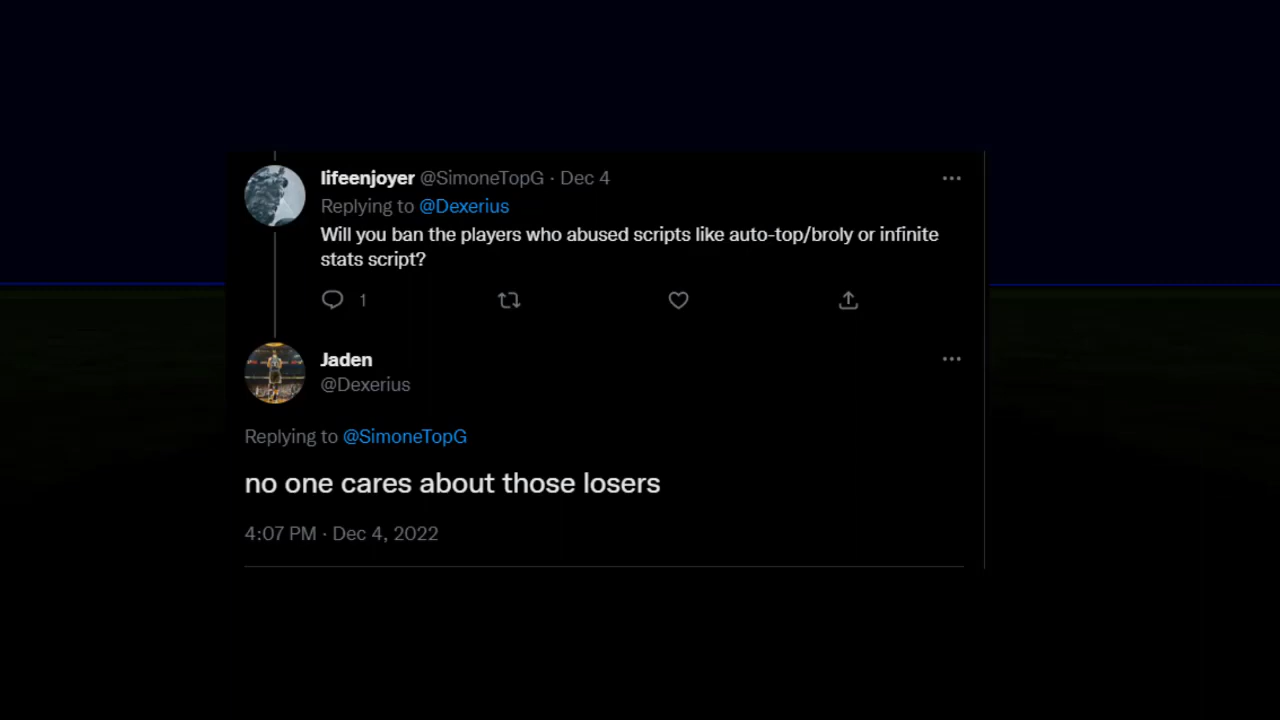 lifeenjoyer @SimoneTopG · Dec 4
Replying to @Dexerius
Will you ban the players who abused scripts like auto-top/broly or infinite
stats script?
1
Jaden
@Dexerius
Replying to @SimoneTopG
no one cares about those losers
4:07 PM · Dec 4, 2022